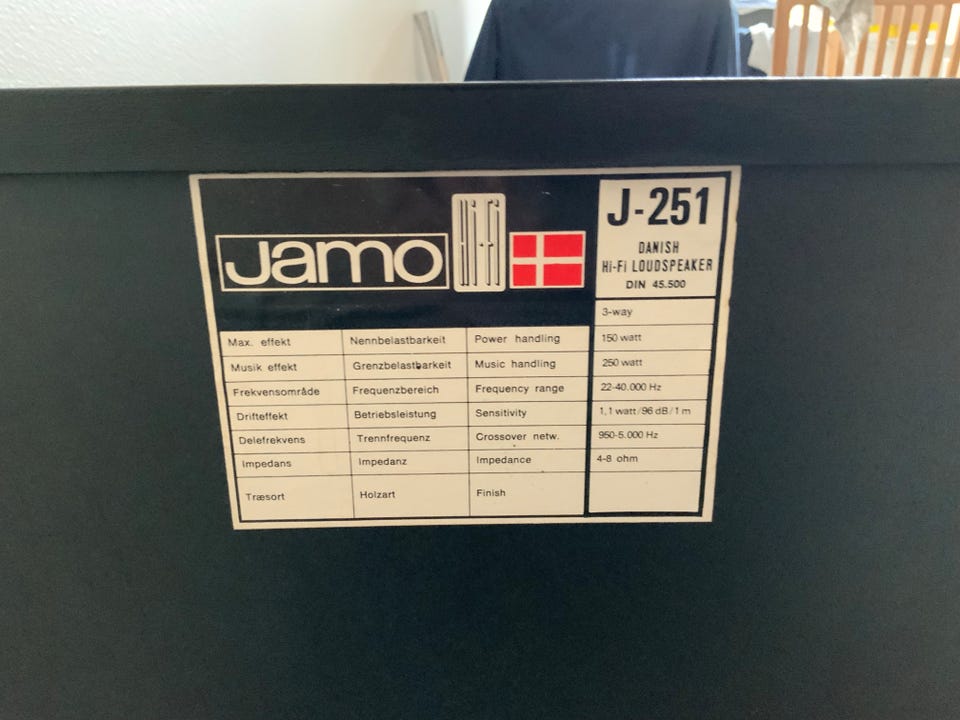 Jamo Hi-Fi
J-251
DANISH
Hi-Fi LOUDSPEAKER
DIN 45.500
3-way
Max. effekt Nennbelastbarkeit Power handling 150 watt
Musik effekt Grenzbelastbarkeit Music handling 250 watt
Frekvensområde Frequenzbereich Frequency range 22-40.000 Hz
Drifteffekt Betriebsleistung Sensitivity 1,1 watt/96 dB/1 m
Delefrekvens Trennfrequenz Crossover netw. 950-5.000 Hz
Impedans Impedanz Impedance 4-8 ohm
Træsort Holzart Finish